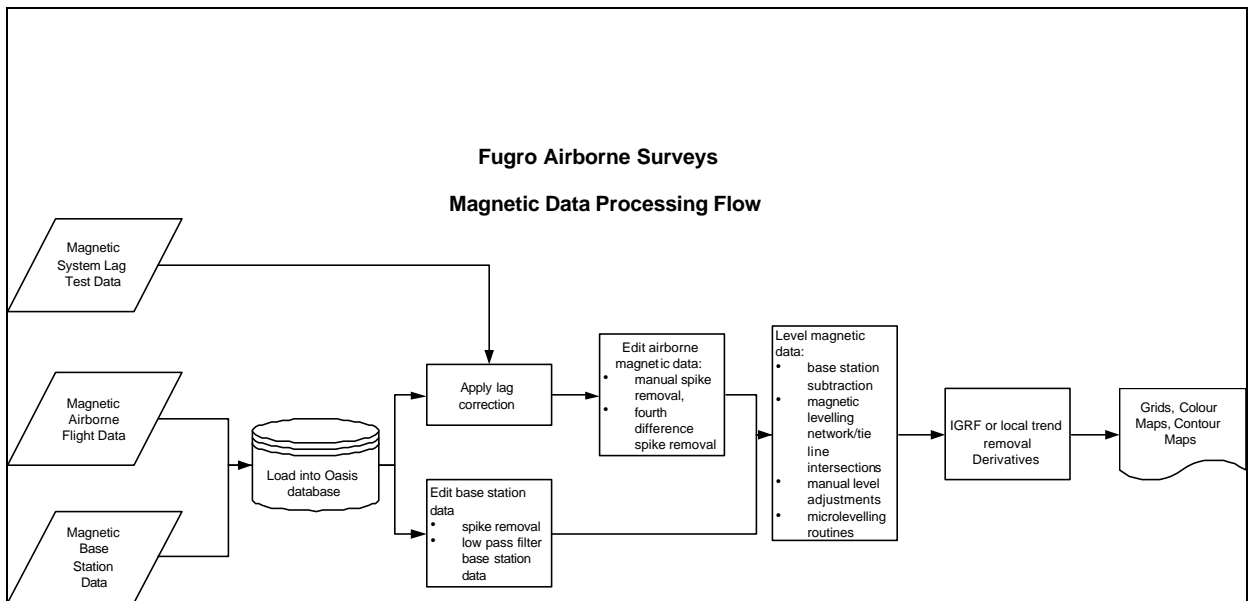 Fugro Airborne Surveys
Magnetic Data Processing Flow
Magnetic
System Lag
Test Data
Magnetic
Airborne
Flight Data
Magnetic
Base
Station
Data
Load into Oasis
database
Apply lag
correction
Edit base station
data
• spike removal
• low pass filter
base station
data
Edit airborne
magnetic data:
• manual spike
removal,
• fourth
difference
spike removal
Level magnetic
data:
• base station
subtraction
• magnetic
levelling
network/tie
line
intersections
• manual level
adjustments
• microlevelling
routines
IGRF or local trend
removal
Derivatives
Grids, Colour
Maps, Contour
Maps